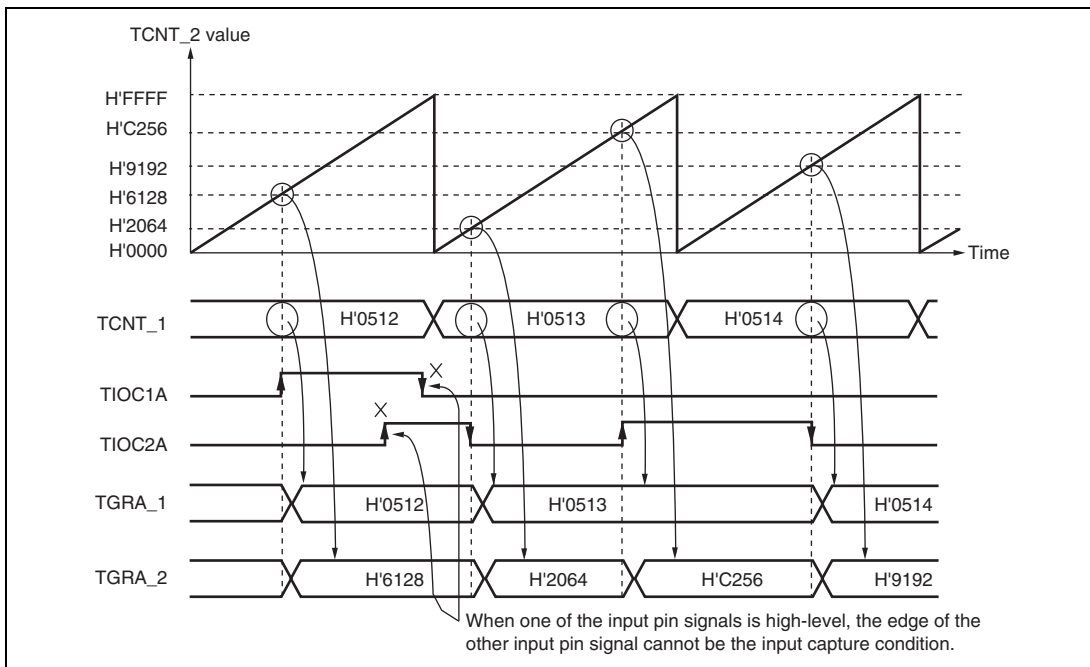 TCNT_2 value
H'FFFF
H'C256
H'9192
H'6128
H'2064
H'0000
Time
TCNT_1 H'0512 H'0513 H'0514
TIOC1A X
TIOC2A X
TGRA_1 H'0512 H'0513 H'0514
TGRA_2 H'6128 H'2064 H'C256 H'9192
When one of the input pin signals is high-level, the edge of the
other input pin signal cannot be the input capture condition.